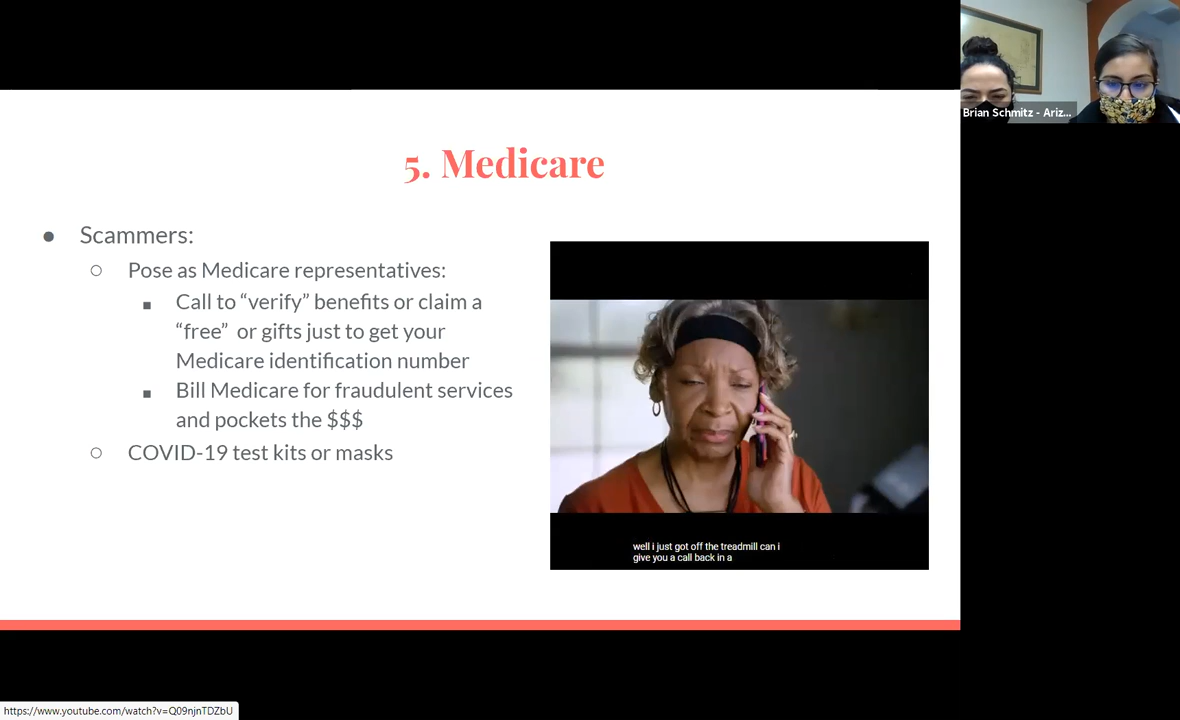 Brian Schmitz - Ariz...
5. Medicare
● Scammers:
○ Pose as Medicare representatives:
■ Call to “verify” benefits or claim a
“free”  or gifts just to get your
Medicare identification number
■ Bill Medicare for fraudulent services
and pockets the $$$
○ COVID-19 test kits or masks
well i just got off the treadmill can i
give you a call back in a
https://www.youtube.com/watch?v=Q09njnTDZbU